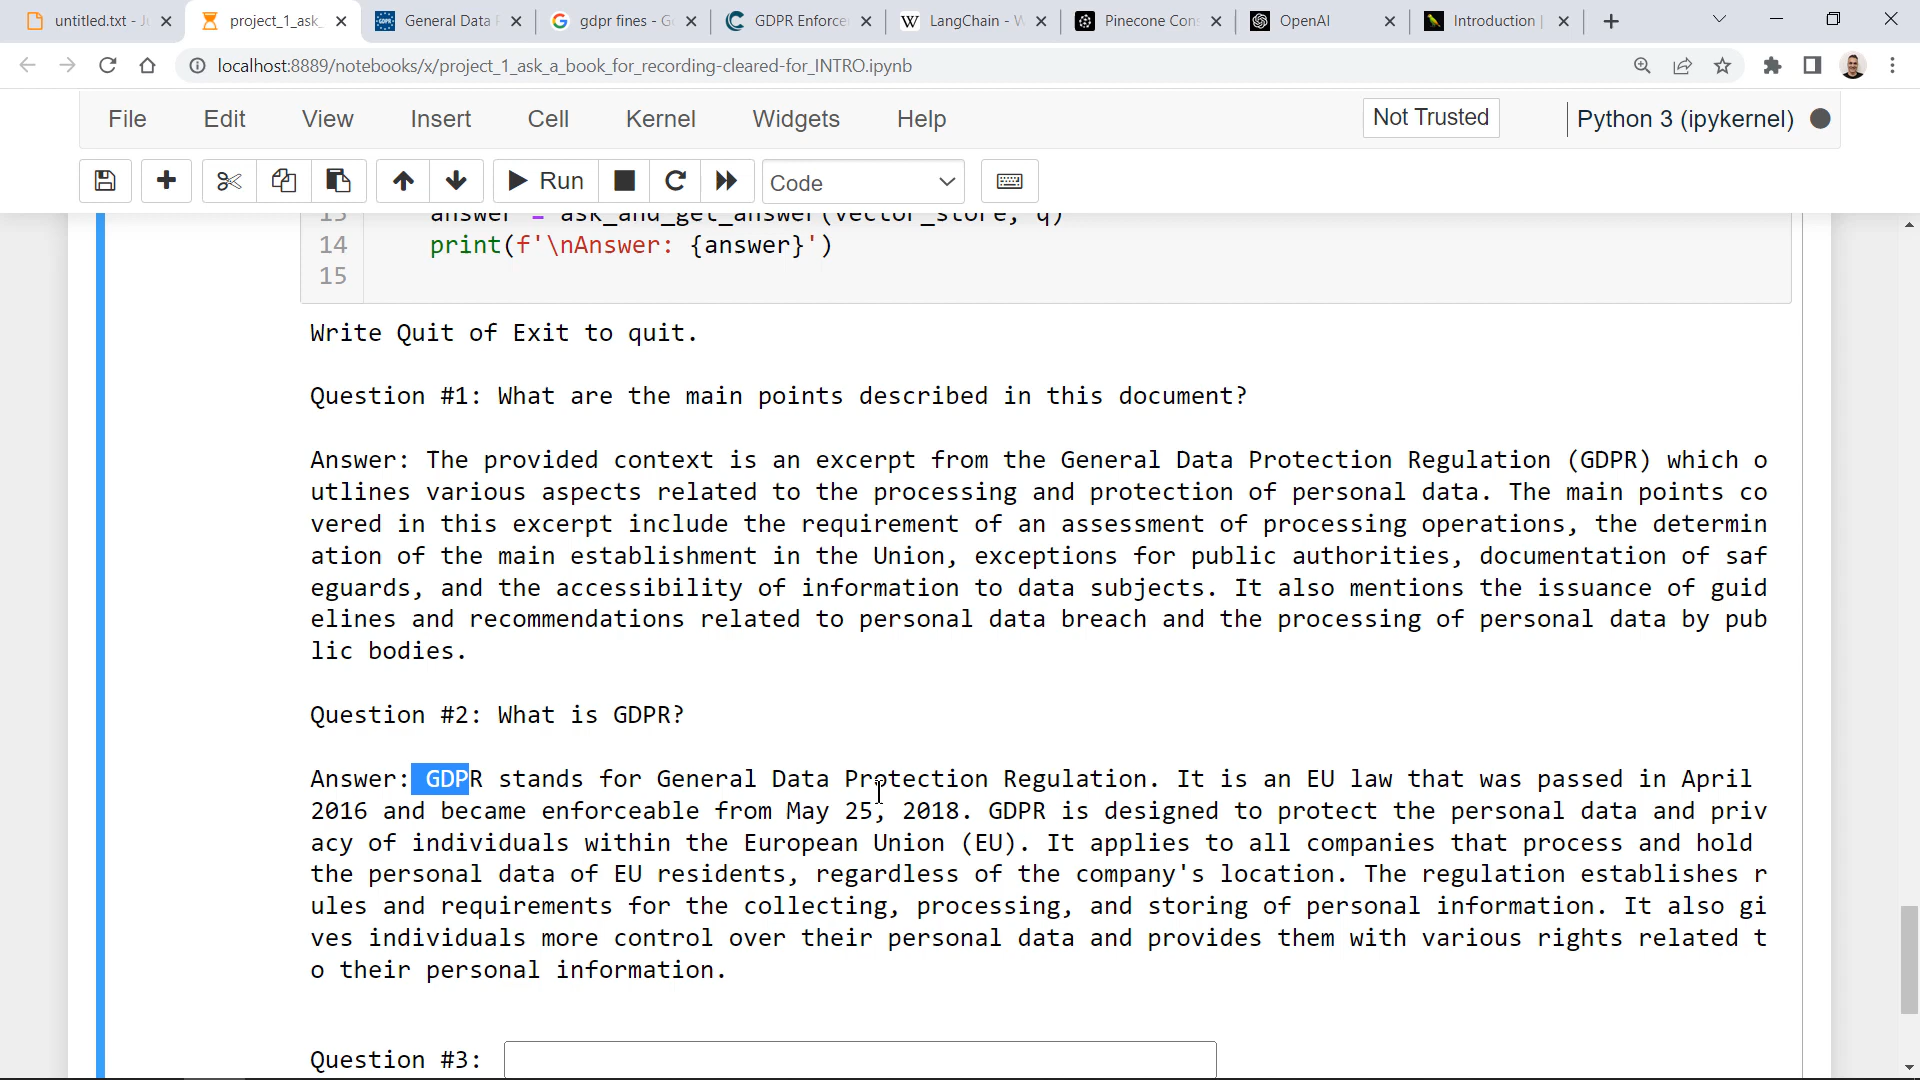 untitled.txt - J
project_1_ask_
General Data P
gdpr fines - Go
GDPR Enforce
LangChain - W
Pinecone Con
OpenAI
Introduction |
localhost:8889/notebooks/x/project_1_ask_a_book_for_recording-cleared-for_INTRO.ipynb
File Edit View Insert Cell Kernel Widgets Help Not Trusted Python 3 (ipykernel)
Run Code
13 answer = ask_and_get_answer(vector_store, q)
14 print(f'\nAnswer: {answer}')
15
Write Quit of Exit to quit.
Question #1: What are the main points described in this document?
Answer: The provided context is an excerpt from the General Data Protection Regulation (GDPR) which o
utlines various aspects related to the processing and protection of personal data. The main points co
vered in this excerpt include the requirement of an assessment of processing operations, the determin
ation of the main establishment in the Union, exceptions for public authorities, documentation of saf
eguards, and the accessibility of information to data subjects. It also mentions the issuance of guid
elines and recommendations related to personal data breach and the processing of personal data by pub
lic bodies.
Question #2: What is GDPR?
Answer: GDPR stands for General Data Protection Regulation. It is an EU law that was passed in April
2016 and became enforceable from May 25, 2018. GDPR is designed to protect the personal data and priv
acy of individuals within the European Union (EU). It applies to all companies that process and hold
the personal data of EU residents, regardless of the company's location. The regulation establishes r
ules and requirements for the collecting, processing, and storing of personal information. It also gi
ves individuals more control over their personal data and provides them with various rights related t
o their personal information.
Question #3: